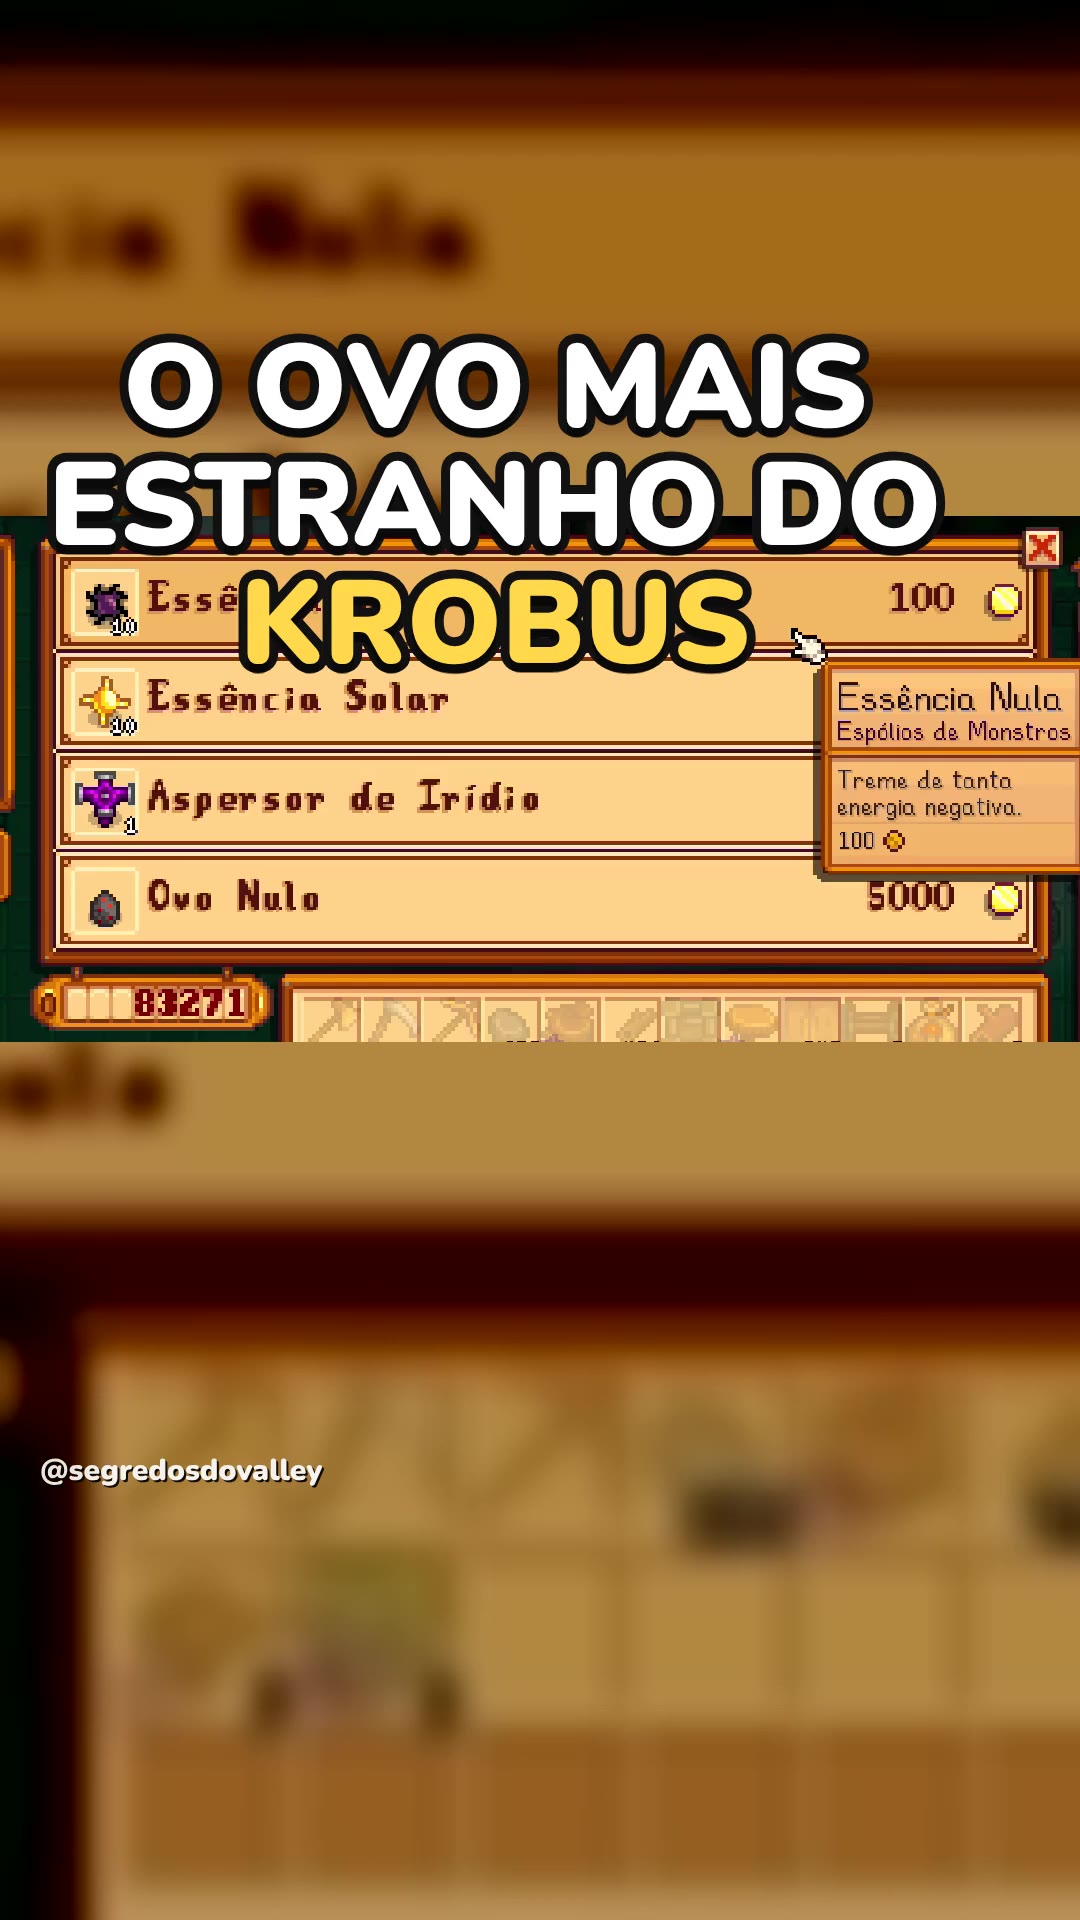 O OVO MAIS
ESTRANHO DO
KROBUS
Essê
100
10
Essência Solar
10
Essência Nula
Espólios de Monstros
Treme de tanta
energia negativa.
100
Aspersor de Irídio
1
Ovo Nulo
5000
83271
@segredosdovalley